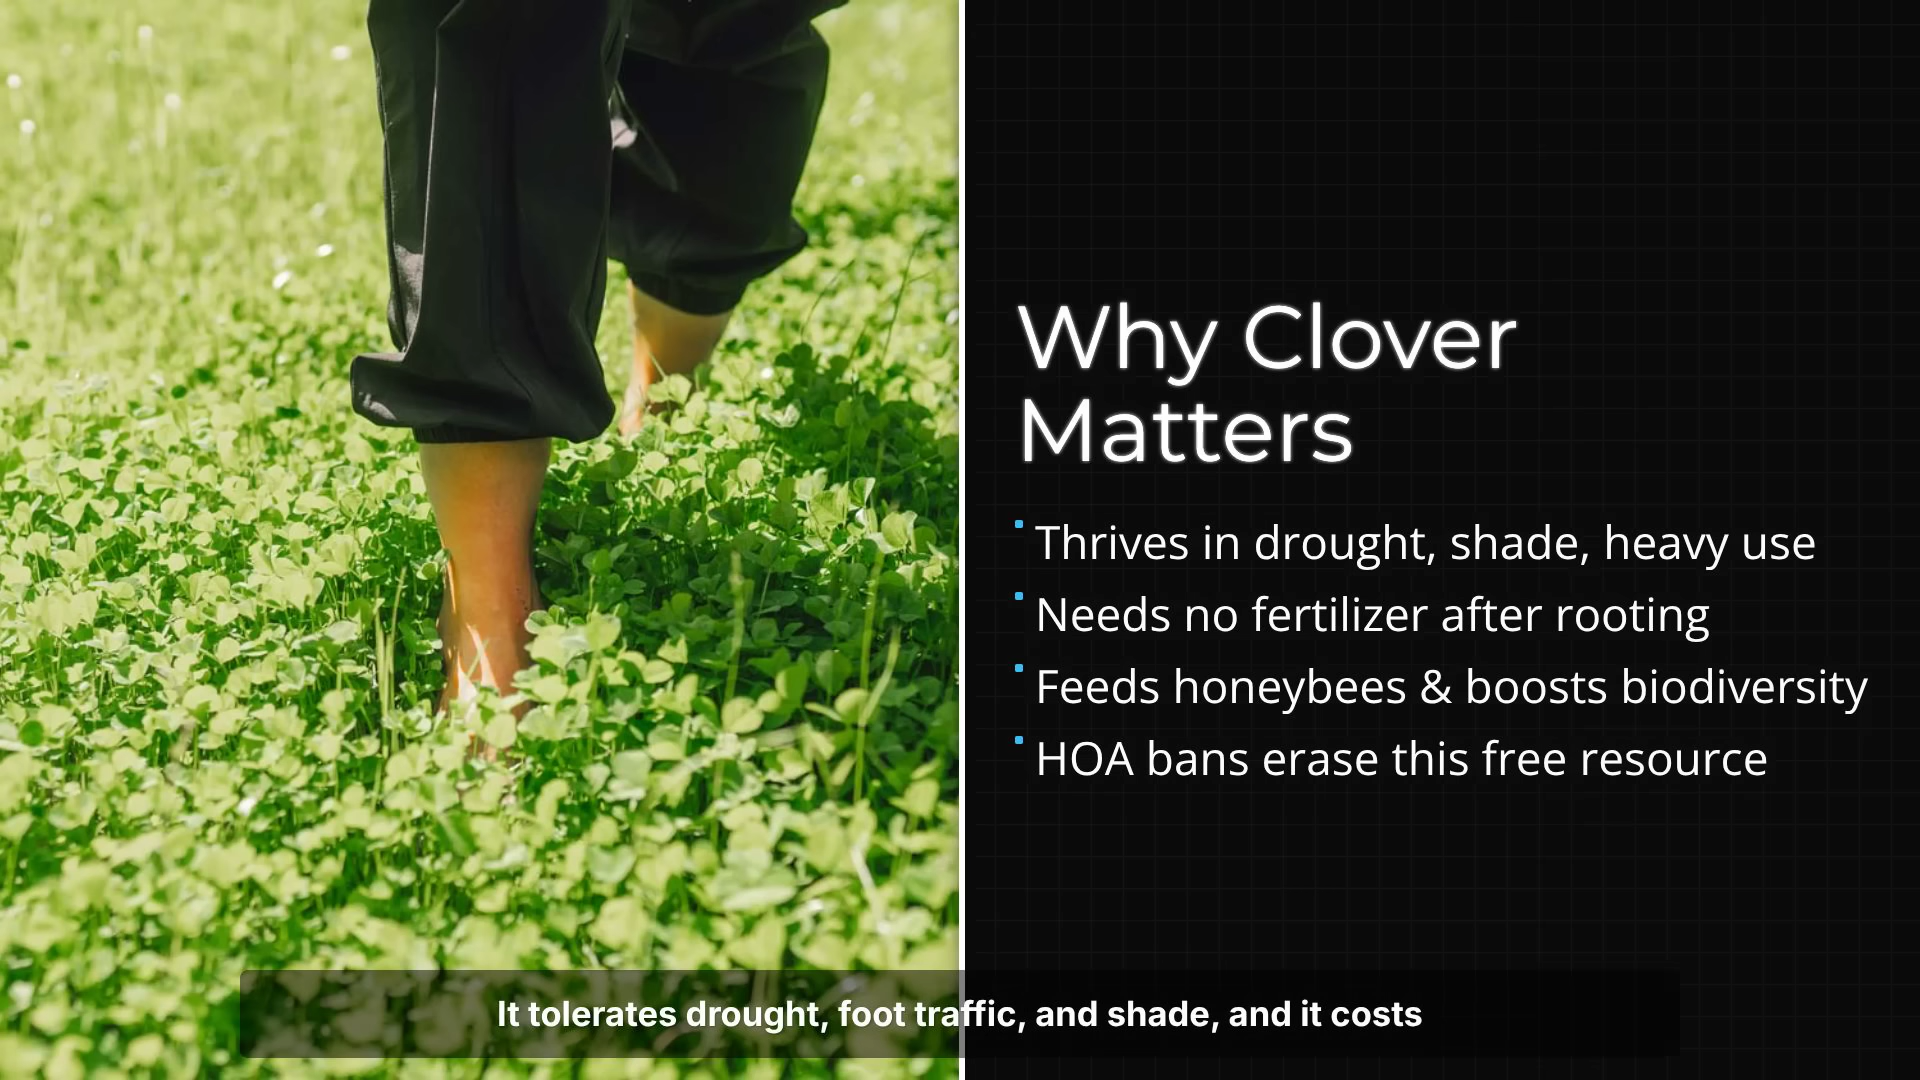 Why Clover
Matters
Thrives in drought, shade, heavy use
Needs no fertilizer after rooting
Feeds honeybees & boosts biodiversity
HOA bans erase this free resource
It tolerates drought, foot traffic, and shade, and it costs